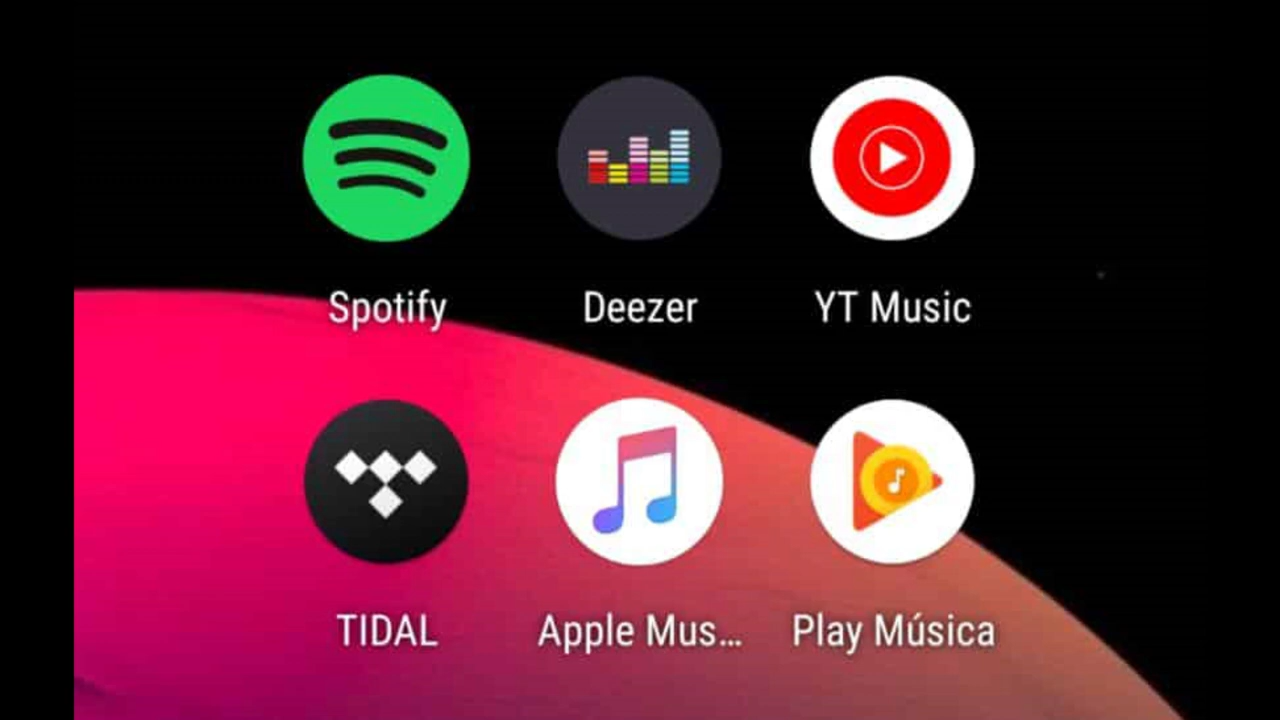 Spotify
Deezer
YT Music
TIDAL
Apple Mus...
Play Música